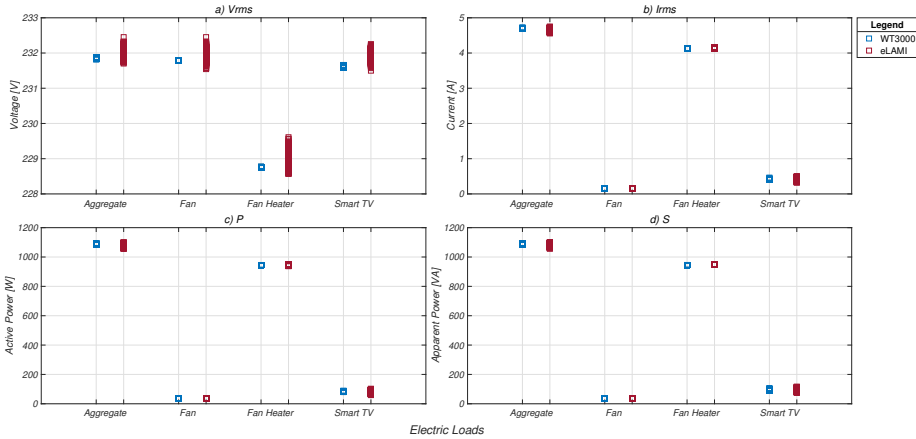 a) Vrms
233
232
231
230
229
228
Voltage [V]
Aggregate
Fan
Fan Heater
Smart TV
b) Irms
5
4
3
2
1
0
Current [A]
Aggregate
Fan
Fan Heater
Smart TV
Legend
WT3000
eLAMI
c) P
1200
1000
800
600
400
200
0
Active Power [W]
Aggregate
Fan
Fan Heater
Smart TV
d) S
1200
1000
800
600
400
200
0
Apparent Power [VA]
Aggregate
Fan
Fan Heater
Smart TV
Electric Loads